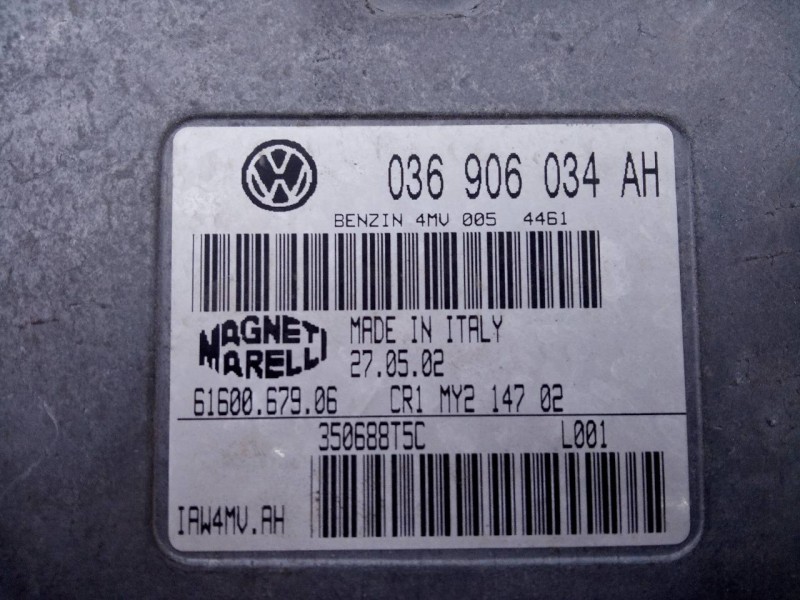 036 906 034 AH
BENZIN 4MV 005 4461
MAGNETI MARELLI
MADE IN ITALY
27.05.02
61600.679.06 CR1 MY2 147 02
350688T5C L001
IAW4MV.AH